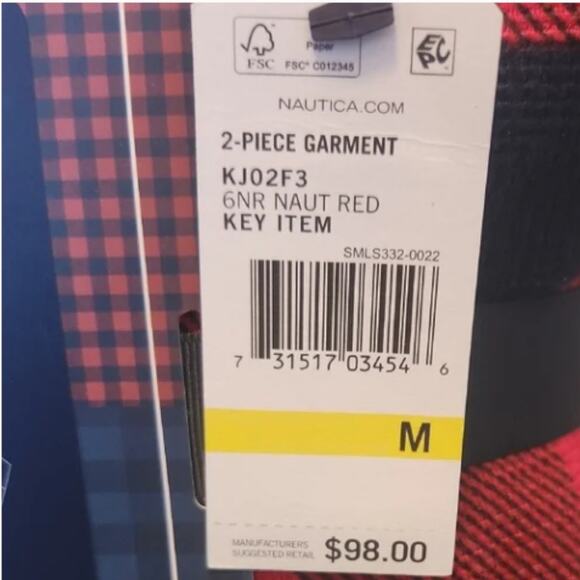 Paper
FSC FSC® C012345
EPC
NAUTICA.COM
2-PIECE GARMENT
KJ02F3
6NR NAUT RED
KEY ITEM
SMLS332-0022
7 31517 03454 6
M
MANUFACTURERS
SUGGESTED RETAIL $98.00